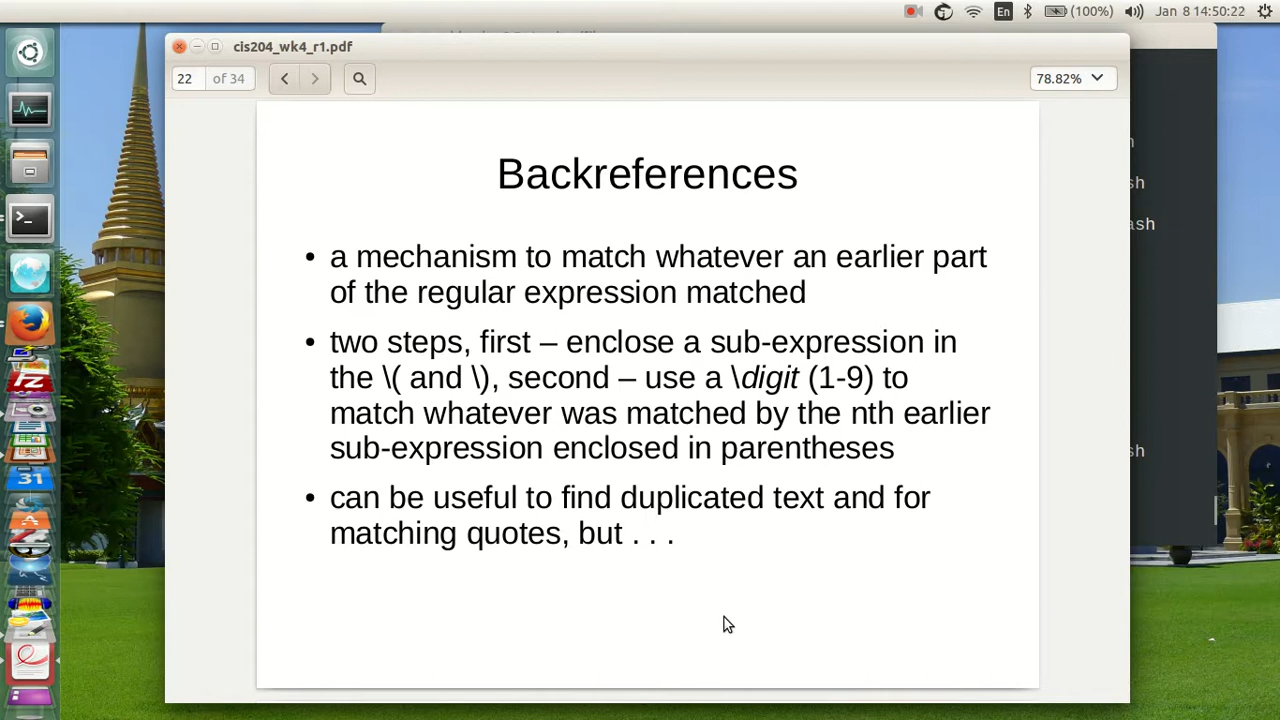 En (100%) Jan 8 14:50:22
cis204_wk4_r1.pdf
22 of 34 78.82%
Backreferences
• a mechanism to match whatever an earlier part
of the regular expression matched
• two steps, first – enclose a sub-expression in
the \( and \), second – use a \digit (1-9) to
match whatever was matched by the nth earlier
sub-expression enclosed in parentheses
• can be useful to find duplicated text and for
matching quotes, but . . .
sh
ash
sh
31